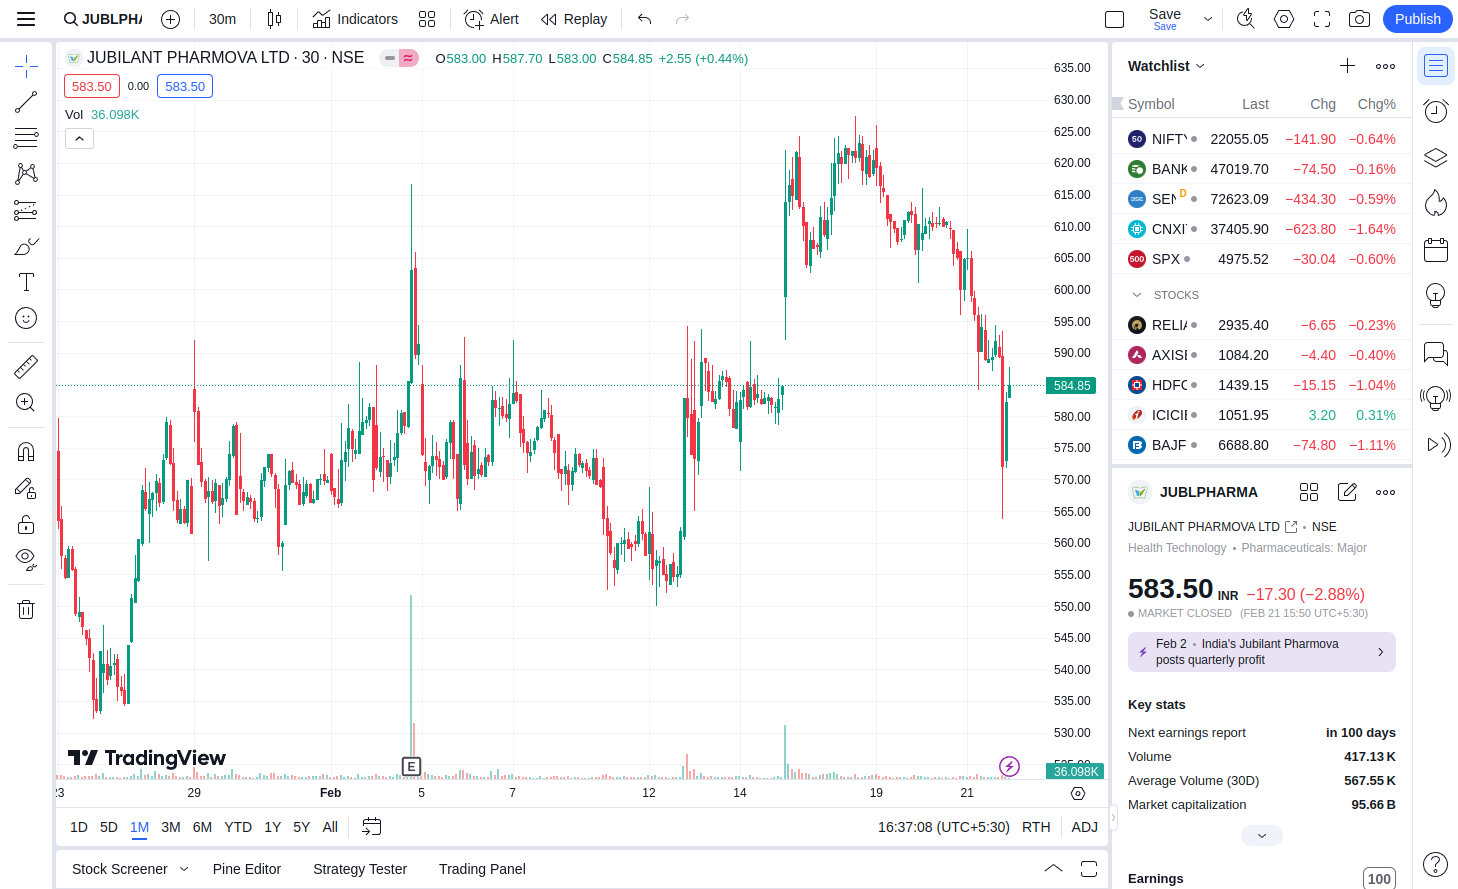 JUBLPHA
30m
Indicators
Alert
Replay
Save
Save
Publish
JUBILANT PHARMOVA LTD · 30 · NSE
O583.00 H587.70 L583.00 C584.85 +2.55 (+0.44%)
583.50 0.00 583.50
Vol 36.098K
635.00
630.00
625.00
620.00
615.00
610.00
605.00
600.00
595.00
590.00
584.85
580.00
575.00
570.00
565.00
560.00
555.00
550.00
545.00
540.00
535.00
530.00
36.098K
TradingView
E
23 29 Feb 5 7 12 14 19 21
1D 5D 1M 3M 6M YTD 1Y 5Y All
16:37:08 (UTC+5:30) RTH ADJ
Stock Screener Pine Editor Strategy Tester Trading Panel
Watchlist
Symbol Last Chg Chg%
50 NIFTY 22055.05 −141.90 −0.64%
BANK 47019.70 −74.50 −0.16%
SEN D 72623.09 −434.30 −0.59%
CNXI 37405.90 −623.80 −1.64%
500 SPX 4975.52 −30.04 −0.60%
STOCKS
RELIA 2935.40 −6.65 −0.23%
AXISE 1084.20 −4.40 −0.40%
HDFC 1439.15 −15.15 −1.04%
ICICIE 1051.95 3.20 0.31%
BAJF 6688.80 −74.80 −1.11%
JUBLPHARMA
JUBILANT PHARMOVA LTD • NSE
Health Technology • Pharmaceuticals: Major
583.50 INR −17.30 (−2.88%)
MARKET CLOSED (FEB 21 15:50 UTC+5:30)
Feb 2 • India's Jubilant Pharmova
posts quarterly profit
Key stats
Next earnings report in 100 days
Volume 417.13 K
Average Volume (30D) 567.55 K
Market capitalization 95.66 B
Earnings 100